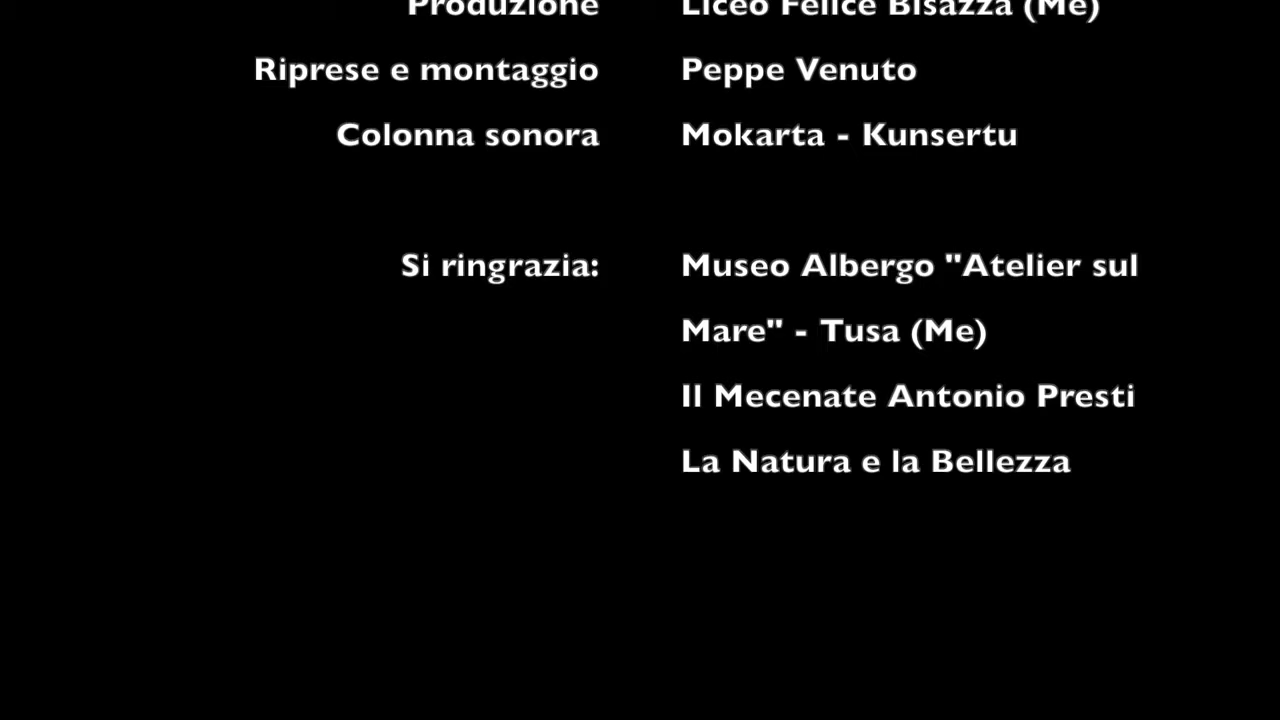 Produzione Liceo Felice Bisazza (Me)
Riprese e montaggio Peppe Venuto
Colonna sonora Mokarta - Kunsertu
Si ringrazia: Museo Albergo "Atelier sul
Mare" - Tusa (Me)
Il Mecenate Antonio Presti
La Natura e la Bellezza